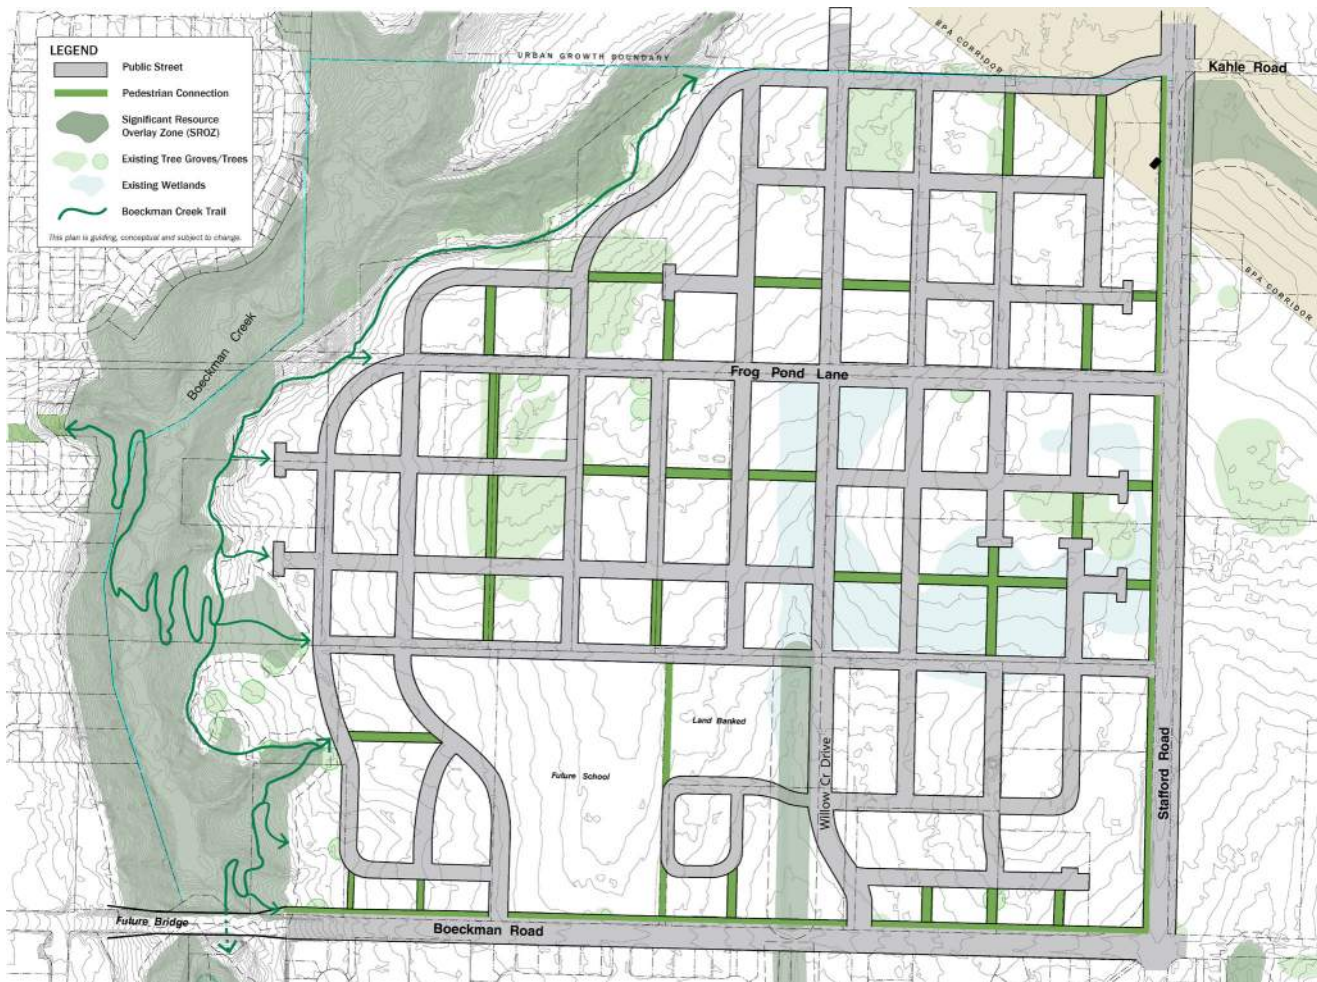 LEGEND
Public Street
Pedestrian Connection
Significant Resource
Overlay Zone (SROZ)
Existing Tree Groves/Trees
Existing Wetlands
Boeckman Creek Trail
This plan is guiding, conceptual and subject to change.
URBAN GROWTH BOUNDARY
BPA CORRIDOR
Kahle Road
BPA CORRIDOR
Boeckman Creek
Frog Pond Lane
Land Banked
Future School
Willow Cr Drive
Stafford Road
Future Bridge
Boeckman Road